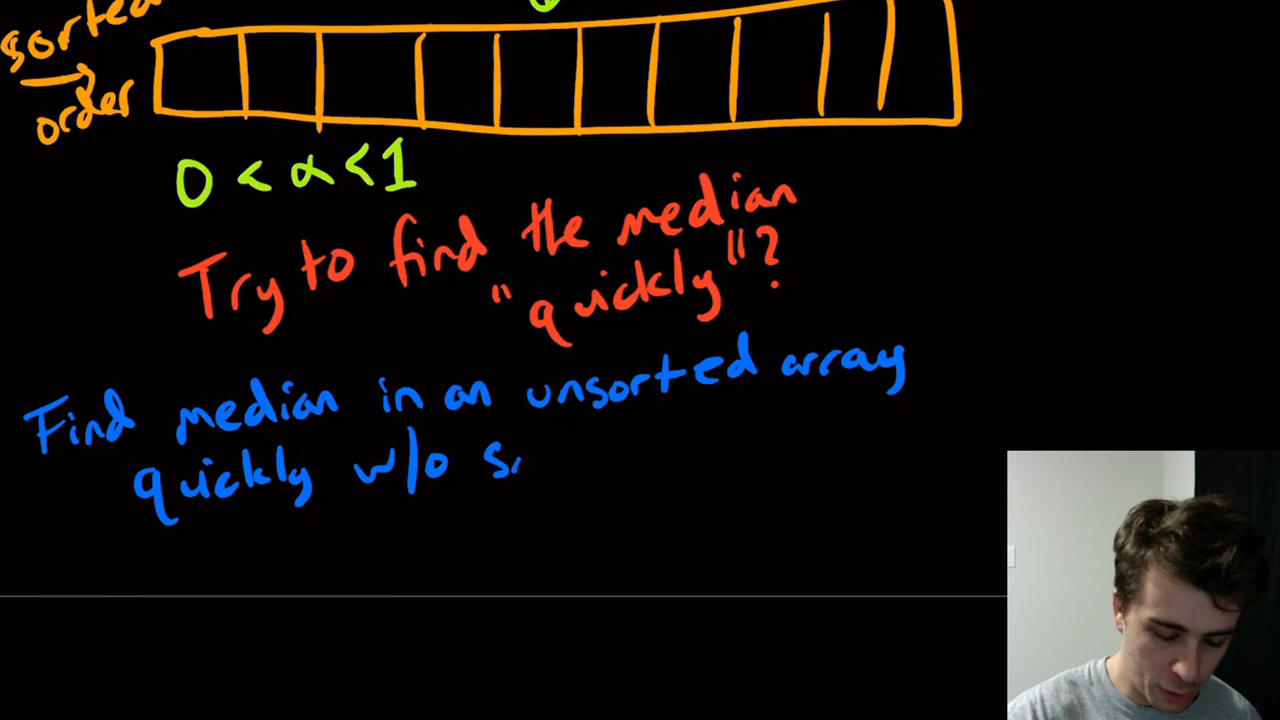 sorted
order
0 < α < 1
Try to find the median
"quickly"?
Find median in an unsorted array
quickly w/o